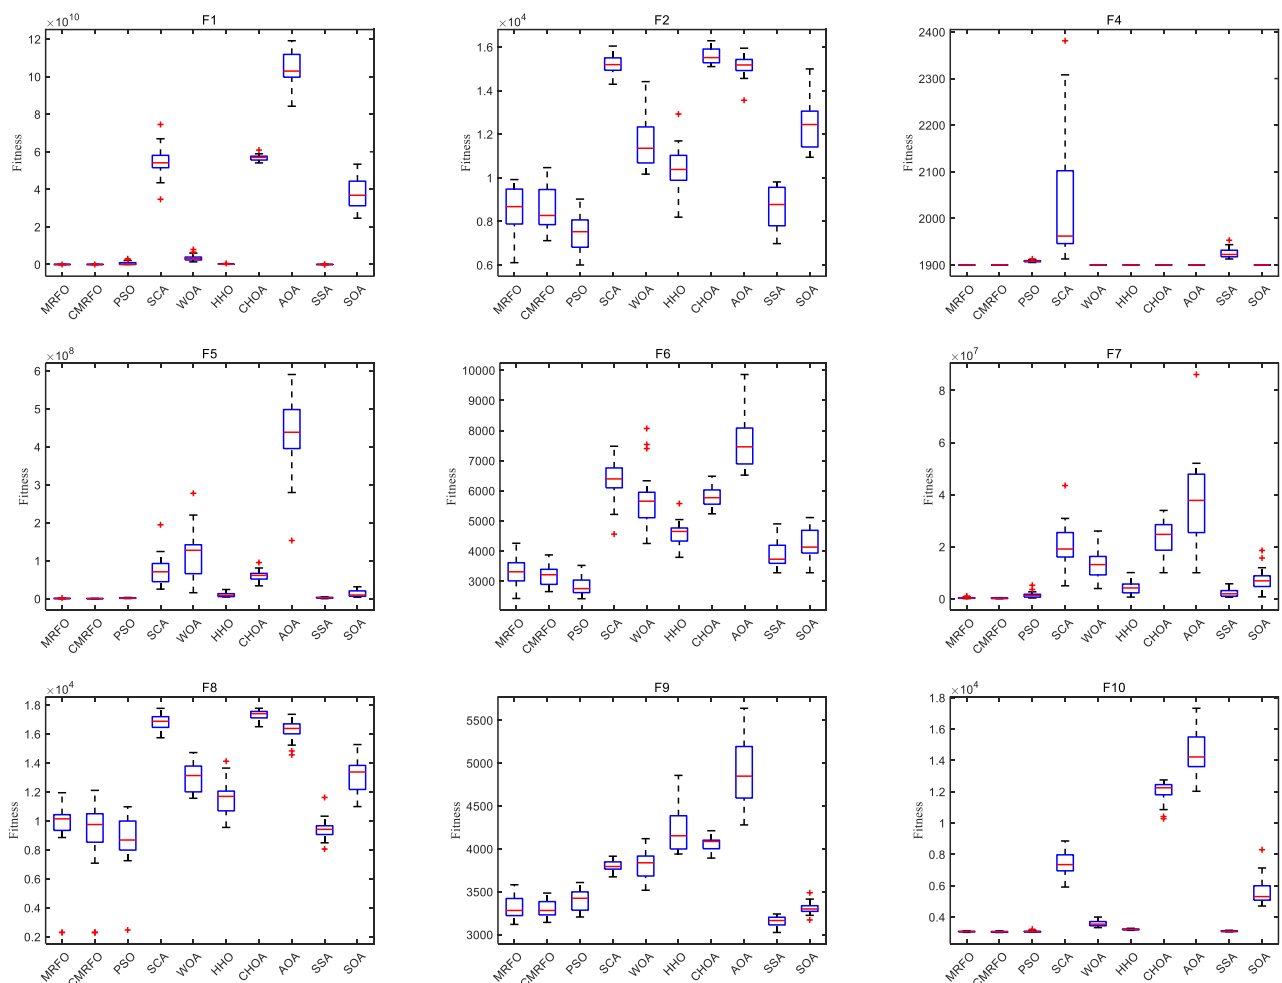 F1
×10^10
Fitness
12
10
8
6
4
2
0
MRFO CMRFO PSO SCA WOA HHO CHOA AOA SSA SOA
F2
×10^4
Fitness
1.6
1.4
1.2
1
0.8
0.6
MRFO CMRFO PSO SCA WOA HHO CHOA AOA SSA SOA
F4
Fitness
2400
2300
2200
2100
2000
1900
MRFO CMRFO PSO SCA WOA HHO CHOA AOA SSA SOA
F5
×10^8
Fitness
6
5
4
3
2
1
0
MRFO CMRFO PSO SCA WOA HHO CHOA AOA SSA SOA
F6
Fitness
10000
9000
8000
7000
6000
5000
4000
3000
MRFO CMRFO PSO SCA WOA HHO CHOA AOA SSA SOA
F7
×10^7
Fitness
8
6
4
2
0
MRFO CMRFO PSO SCA WOA HHO CHOA AOA SSA SOA
F8
×10^4
Fitness
1.8
1.6
1.4
1.2
1
0.8
0.6
0.4
0.2
MRFO CMRFO PSO SCA WOA HHO CHOA AOA SSA SOA
F9
Fitness
5500
5000
4500
4000
3500
3000
MRFO CMRFO PSO SCA WOA HHO CHOA AOA SSA SOA
F10
×10^4
Fitness
1.8
1.6
1.4
1.2
1
0.8
0.6
0.4
MRFO CMRFO PSO SCA WOA HHO CHOA AOA SSA SOA